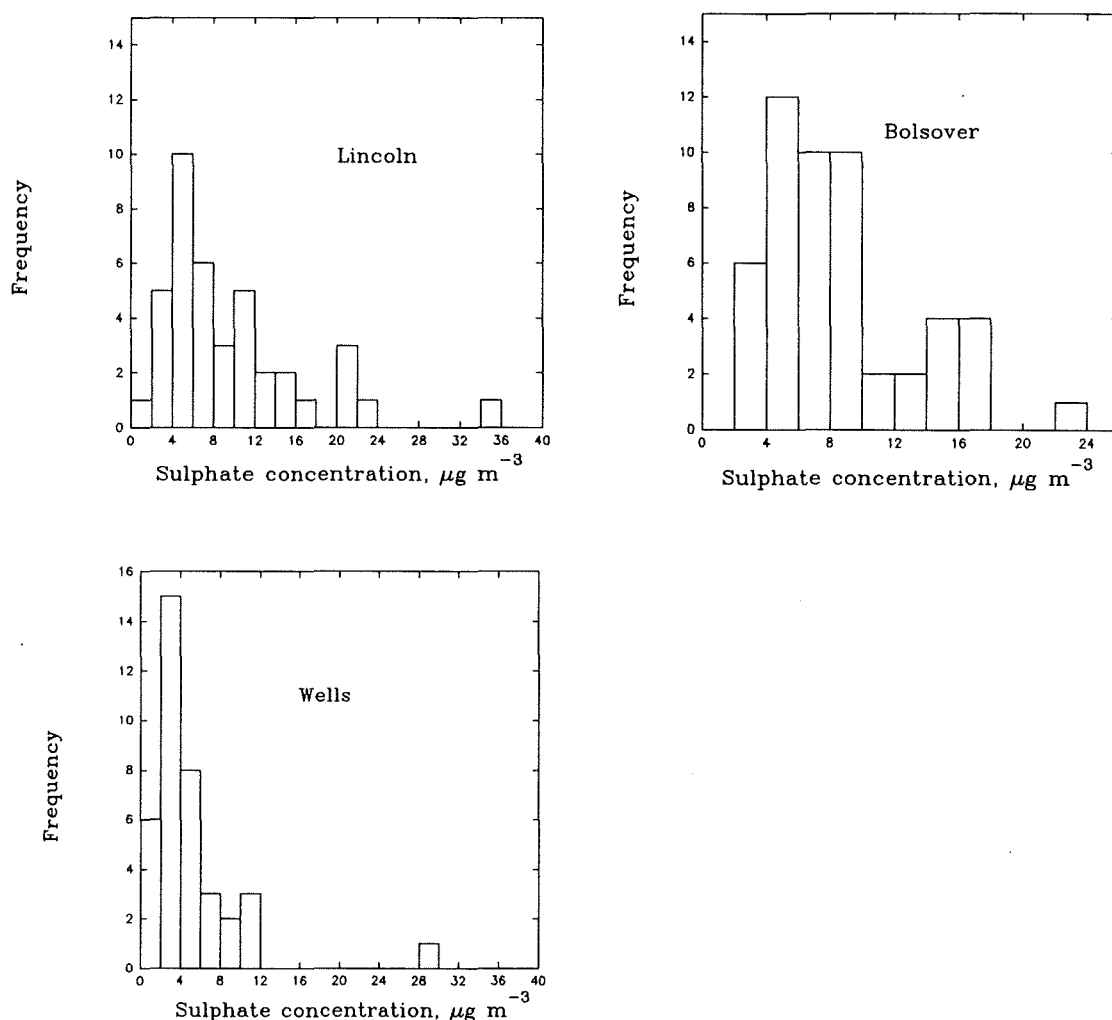 14
12
10
8
6
4
2
0
Frequency
Lincoln
0 4 8 12 16 20 24 28 32 36 40
Sulphate concentration, μg m⁻³
14
12
10
8
6
4
2
0
Frequency
Bolsover
0 4 8 12 16 20 24
Sulphate concentration, μg m⁻³
16
14
12
10
8
6
4
2
0
Frequency
Wells
0 4 8 12 16 20 24 28 32 36 40
Sulphate concentration, μg m⁻³